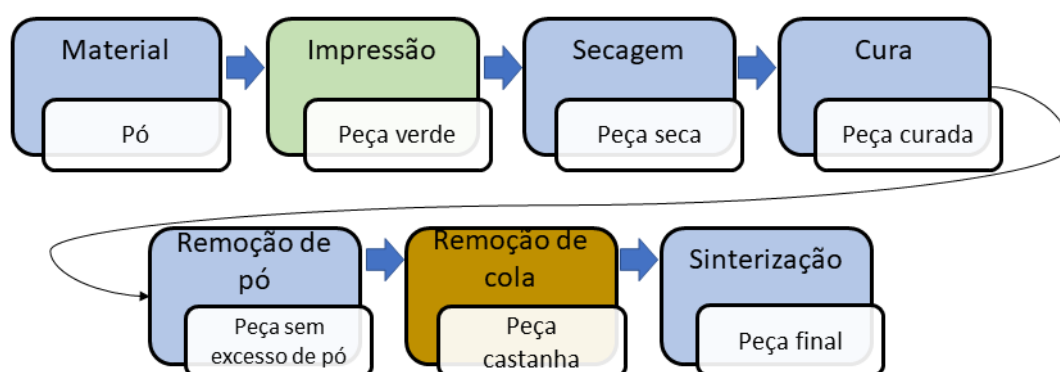 Material
Pó
Impressão
Peça verde
Secagem
Peça seca
Cura
Peça curada
Remoção de
pó
Peça sem
excesso de pó
Remoção de
cola
Peça
castanha
Sinterização
Peça final